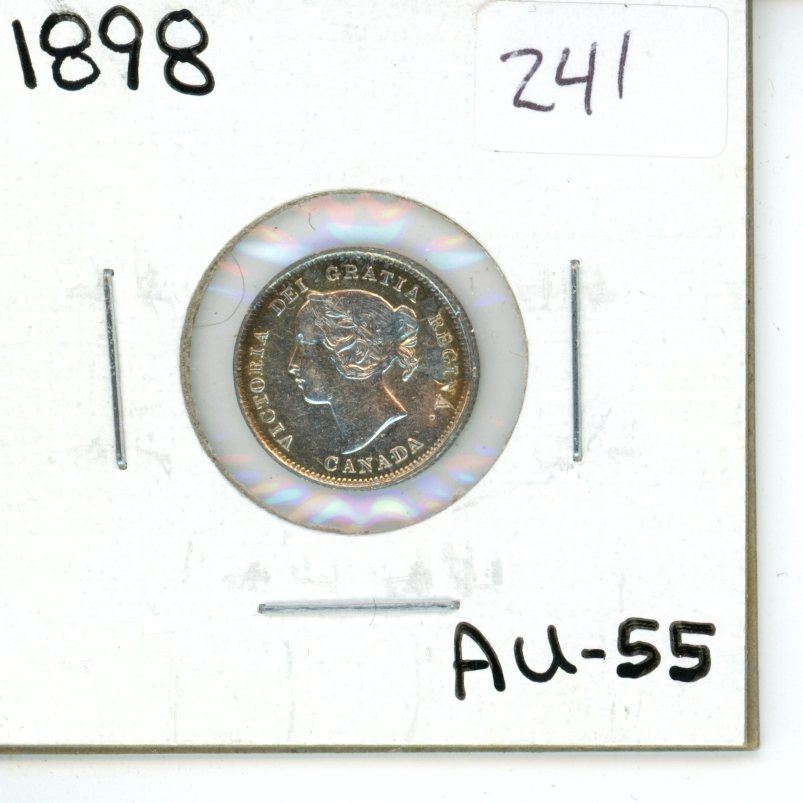 1898
241
VICTORIA DEI GRATIA REGINA.
CANADA
AU-55